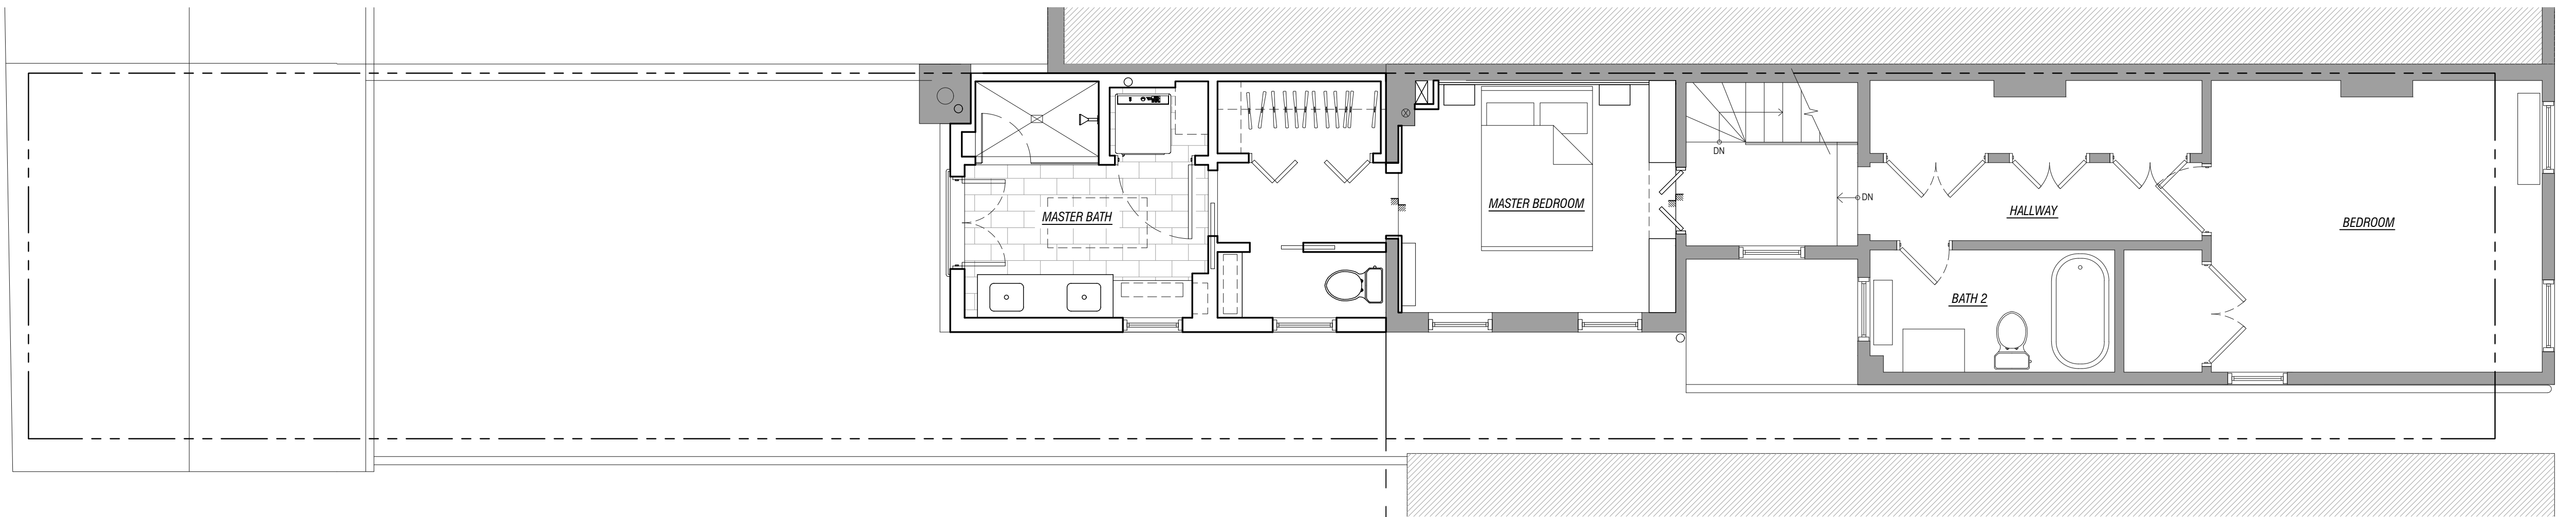 DN
DN
MASTER BEDROOM
HALLWAY
MASTER BATH
BEDROOM
BATH 2